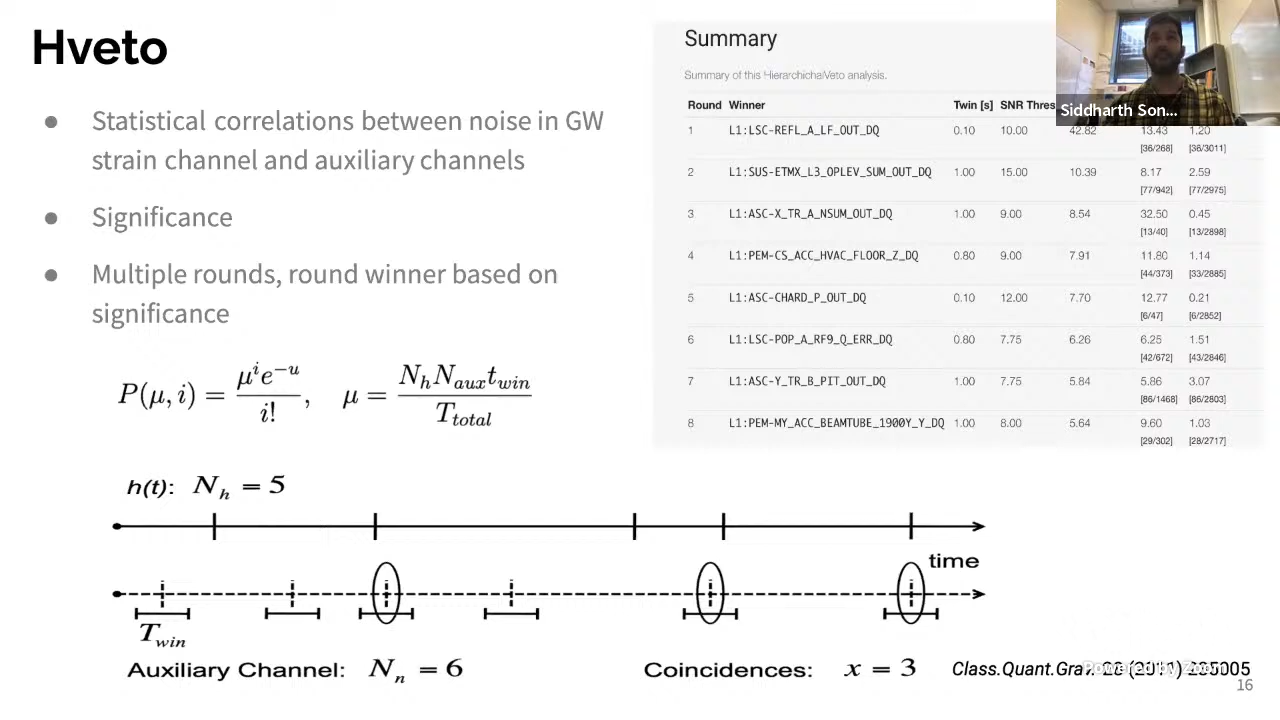 Hveto
● Statistical correlations between noise in GW
strain channel and auxiliary channels
● Significance
● Multiple rounds, round winner based on
significance
P(μ, i) = μ^i e^{-u} / i!, μ = N_h N_{aux} t_{win} / T_{total}
Summary
Summary of this HierarchichalVeto analysis.
Round Winner Twin [s] SNR Thres
Siddharth Son...
1 L1:LSC-REFL_A_LF_OUT_DQ 0.10 10.00 42.82 13.43 1.20
[36/268] [36/3011]
2 L1:SUS-ETMX_L3_OPLEV_SUM_OUT_DQ 1.00 15.00 10.39 8.17 2.59
[77/942] [77/2975]
3 L1:ASC-X_TR_A_NSUM_OUT_DQ 1.00 9.00 8.54 32.50 0.45
[13/40] [13/2898]
4 L1:PEM-CS_ACC_HVAC_FLOOR_Z_DQ 0.80 9.00 7.91 11.80 1.14
[44/373] [33/2885]
5 L1:ASC-CHARD_P_OUT_DQ 0.10 12.00 7.70 12.77 0.21
[6/47] [6/2852]
6 L1:LSC-POP_A_RF9_Q_ERR_DQ 0.80 7.75 6.26 6.25 1.51
[42/672] [43/2846]
7 L1:ASC-Y_TR_B_PIT_OUT_DQ 1.00 7.75 5.84 5.86 3.07
[86/1468] [86/2803]
8 L1:PEM-MY_ACC_BEAMTUBE_1900Y_Y_DQ 1.00 8.00 5.64 9.60 1.03
[29/302] [28/2717]
h(t): N_h = 5
time
T_win
Auxiliary Channel: N_n = 6 Coincidences: x = 3 Class.Quant.Grav. 235005
Powered by Zoom
16